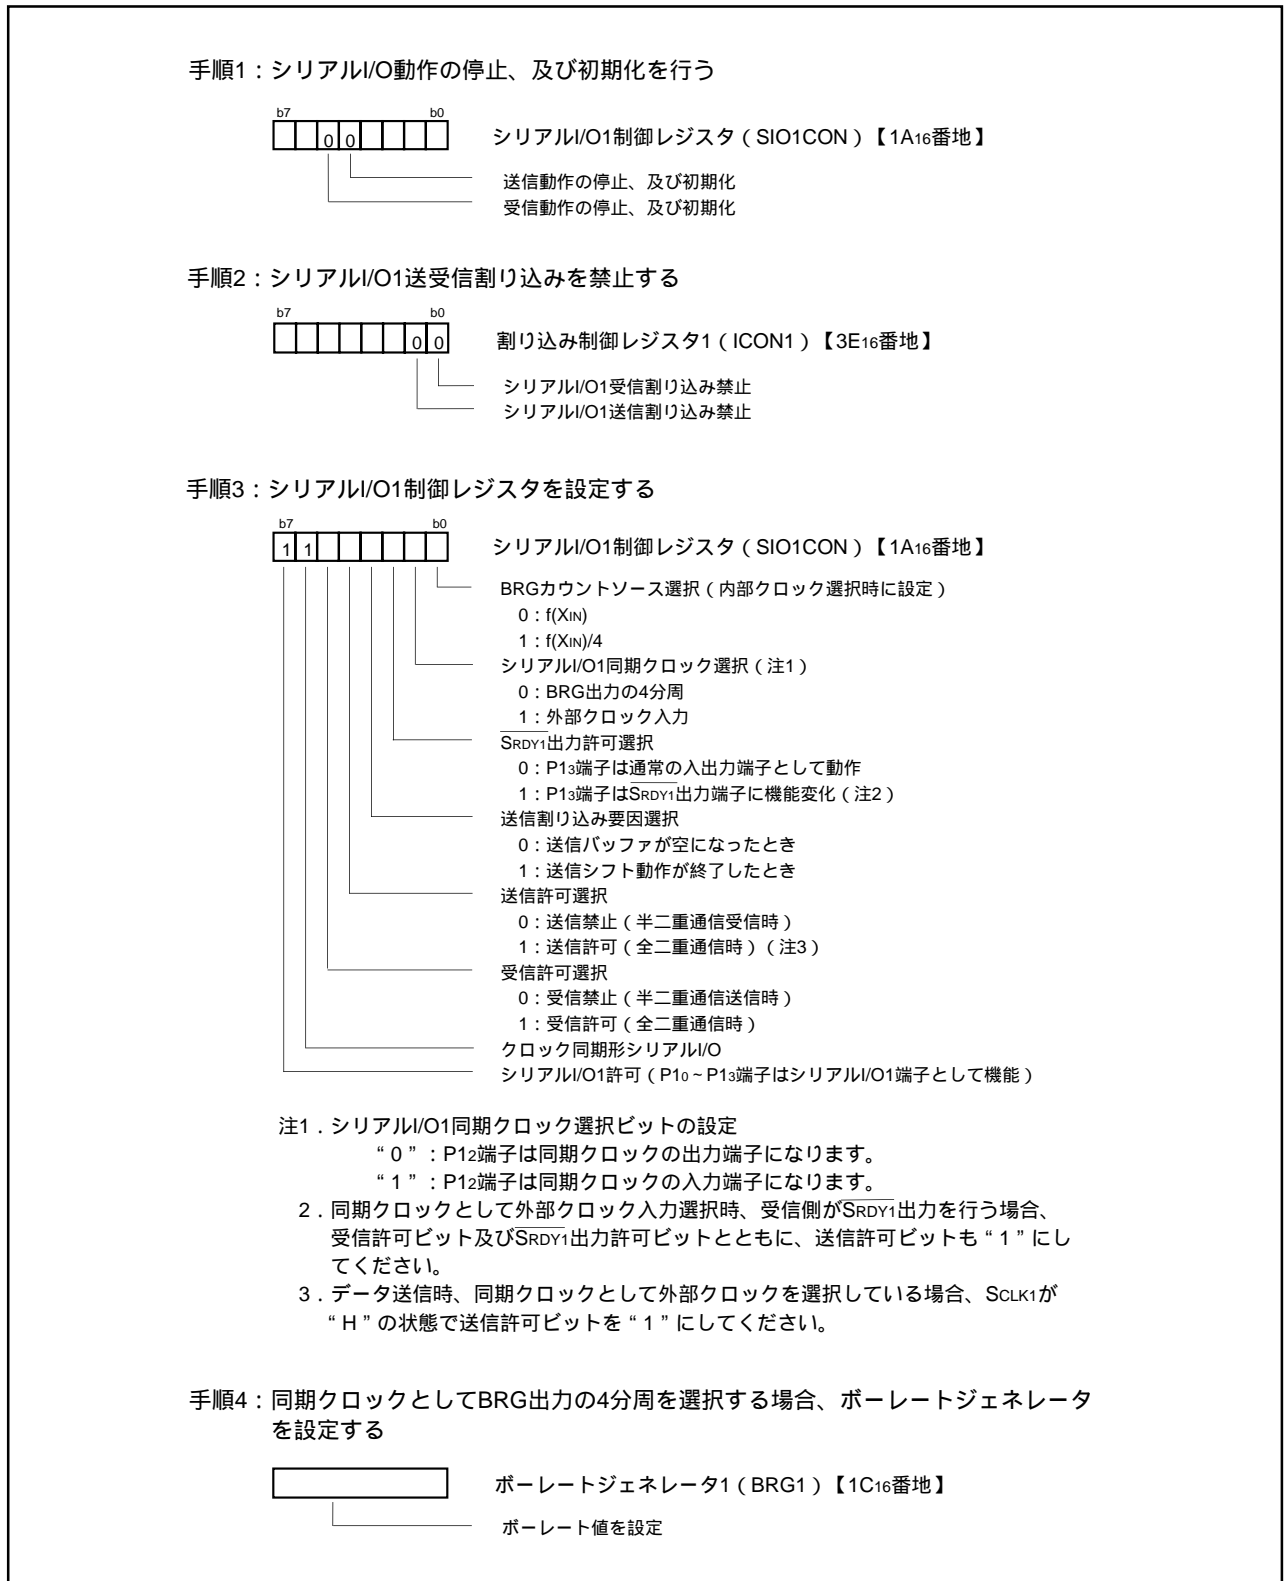 手順1：シリアルI/O動作の停止、及び初期化を行う
b7 b0
0 0
シリアルI/O1制御レジスタ（SIO1CON）【1A16番地】
送信動作の停止、及び初期化
受信動作の停止、及び初期化
手順2：シリアルI/O1送受信割り込みを禁止する
b7 b0
0 0
割り込み制御レジスタ1（ICON1）【3E16番地】
シリアルI/O1受信割り込み禁止
シリアルI/O1送信割り込み禁止
手順3：シリアルI/O1制御レジスタを設定する
b7 b0
1 1
シリアルI/O1制御レジスタ（SIO1CON）【1A16番地】
BRGカウントソース選択（内部クロック選択時に設定）
0：f(XIN)
1：f(XIN)/4
シリアルI/O1同期クロック選択（注1）
0：BRG出力の4分周
1：外部クロック入力
SRDY1出力許可選択
0：P13端子は通常の入出力端子として動作
1：P13端子はSRDY1出力端子に機能変化（注2）
送信割り込み要因選択
0：送信バッファが空になったとき
1：送信シフト動作が終了したとき
送信許可選択
0：送信禁止（半二重通信受信時）
1：送信許可（全二重通信時）（注3）
受信許可選択
0：受信禁止（半二重通信送信時）
1：受信許可（全二重通信時）
クロック同期形シリアルI/O
シリアルI/O1許可（P10～P13端子はシリアルI/O1端子として機能）
注1．シリアルI/O1同期クロック選択ビットの設定
“0”：P12端子は同期クロックの出力端子になります。
“1”：P12端子は同期クロックの入力端子になります。
2．同期クロックとして外部クロック入力選択時、受信側がSRDY1出力を行う場合、
受信許可ビット及びSRDY1出力許可ビットとともに、送信許可ビットも“1”にし
てください。
3．データ送信時、同期クロックとして外部クロックを選択している場合、SCLK1が
“H”の状態で送信許可ビットを“1”にしてください。
手順4：同期クロックとしてBRG出力の4分周を選択する場合、ボーレートジェネレータ
を設定する
ボーレートジェネレータ1（BRG1）【1C16番地】
ボーレート値を設定